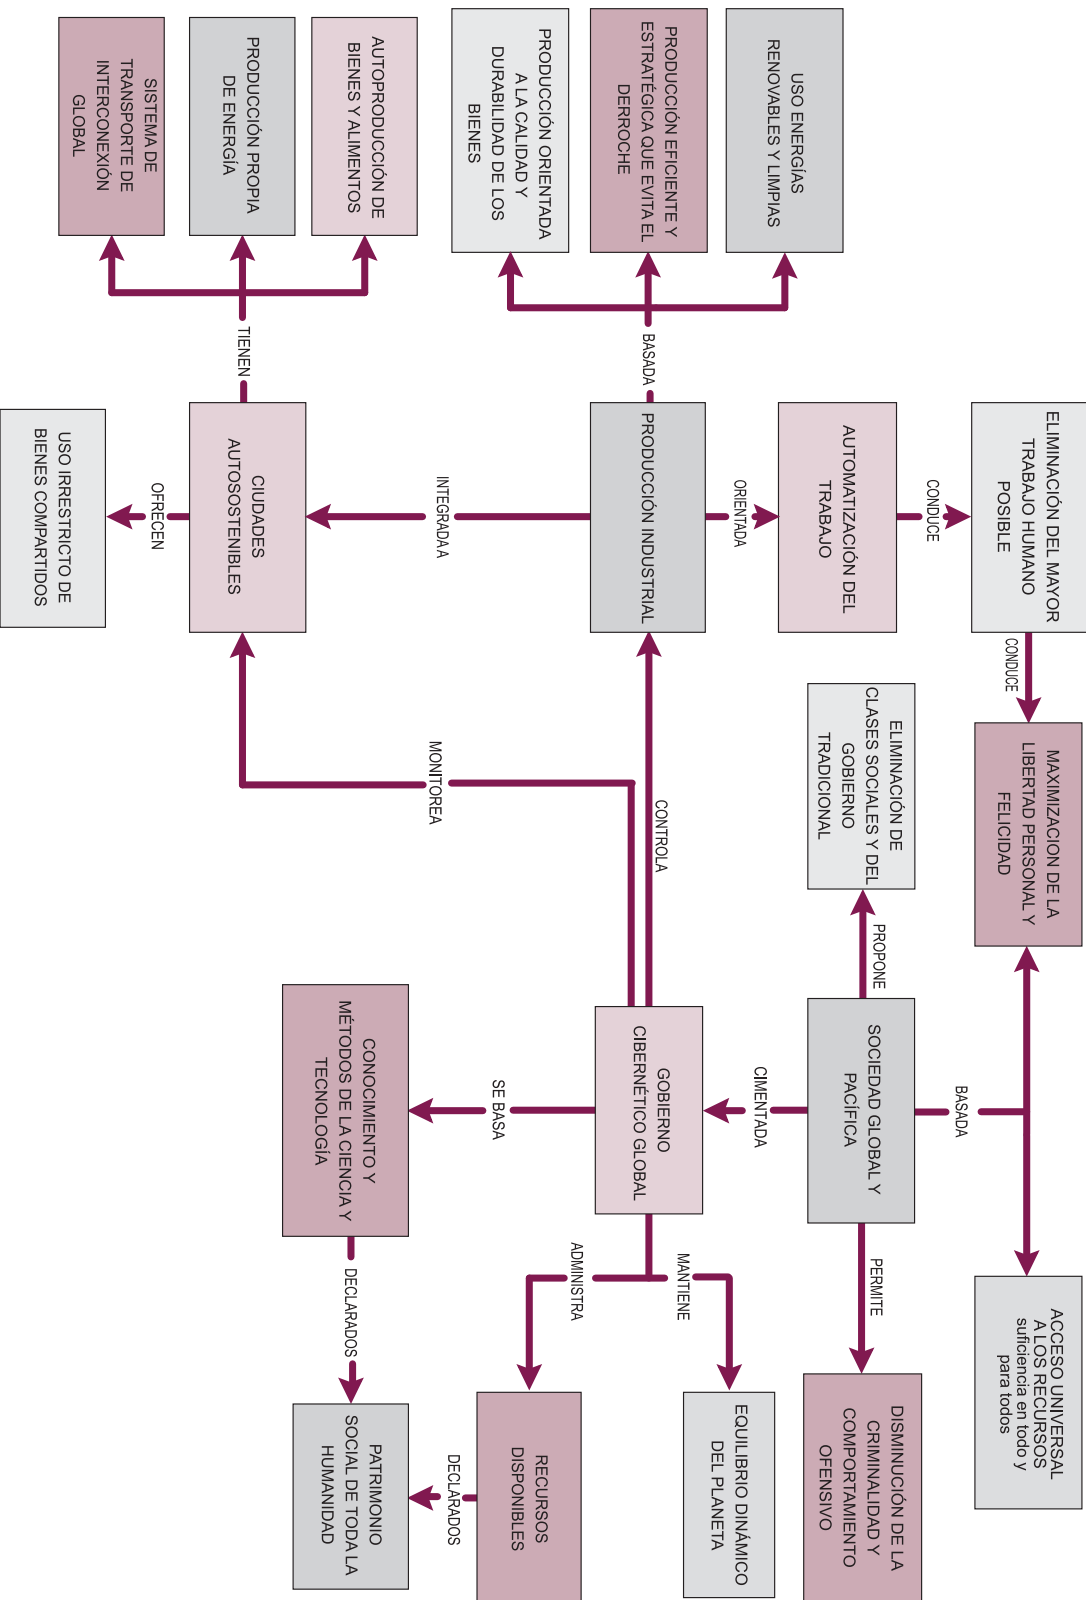 ELIMINACIÓN DEL MAYOR
TRABAJO HUMANO
POSIBLE
CONDUCE
MAXIMIZACION DE LA
LIBERTAD PERSONAL Y
FELICIDAD
ACCESO UNIVERSAL
A LOS RECURSOS
suficiencia en todo y
para todos
CONDUCE
BASADA
AUTOMATIZACIÓN DEL
TRABAJO
ELIMINACIÓN DE
CLASES SOCIALES Y DEL
GOBIERNO
TRADICIONAL
PROPONE
SOCIEDAD GLOBAL Y
PACÍFICA
PERMITE
DISMINUCIÓN DE LA
CRIMINALIDAD Y
COMPORTAMIENTO
OFENSIVO
USO ENERGÍAS
RENOVABLES Y LIMPIAS
ORIENTADA
CIMENTADA
MANTIENE
EQUILIBRIO DINÁMICO
DEL PLANETA
PRODUCCIÓN EFICIENTE Y
ESTRATÉGICA QUE EVITA EL
DERROCHE
BASADA
PRODUCCIÓN INDUSTRIAL
CONTROLA
GOBIERNO
CIBERNÉTICO GLOBAL
ADMINISTRA
RECURSOS
DISPONIBLES
PRODUCCIÓN ORIENTADA
A LA CALIDAD Y
DURABILIDAD DE LOS
BIENES
INTEGRADA A
MONITOREA
SE BASA
DECLARADOS
AUTOPRODUCCIÓN DE
BIENES Y ALIMENTOS
CONOCIMIENTO Y
MÉTODOS DE LA CIENCIA Y
TECNOLOGÍA
DECLARADOS
PATRIMONIO
SOCIAL DE TODA LA
HUMANIDAD
PRODUCCIÓN PROPIA
DE ENERGÍA
TIENEN
CIUDADES
AUTOSOSTENIBLES
SISTEMA DE
TRANSPORTE DE
INTERCONEXIÓN
GLOBAL
OFRECEN
USO IRRESTRICTO DE
BIENES COMPARTIDOS